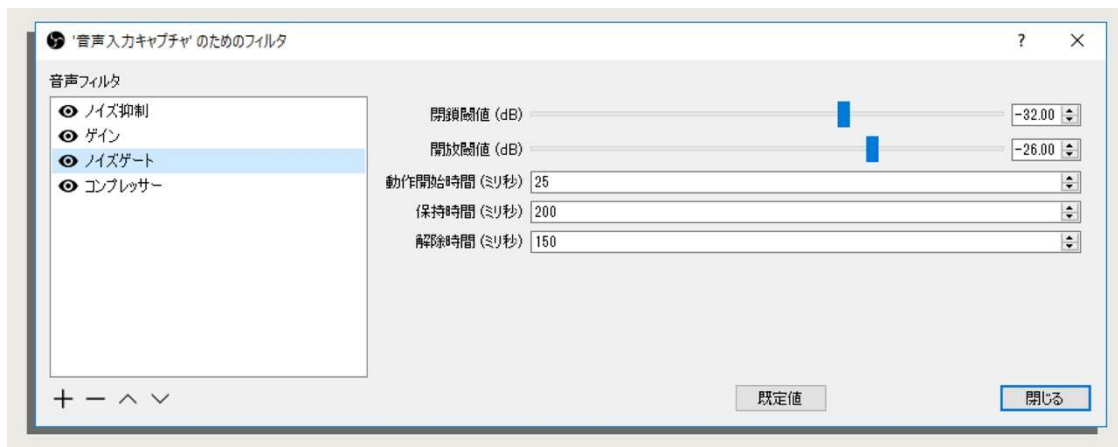 '音声入力キャプチャ' のためのフィルタ
?
音声フィルタ
ノイズ抑制
ゲイン
ノイズゲート
コンプレッサー
閉鎖閾値 (dB)
-32.00
開放閾値 (dB)
-26.00
動作開始時間 (ミリ秒) 25
保持時間 (ミリ秒) 200
解除時間 (ミリ秒) 150
既定値
閉じる